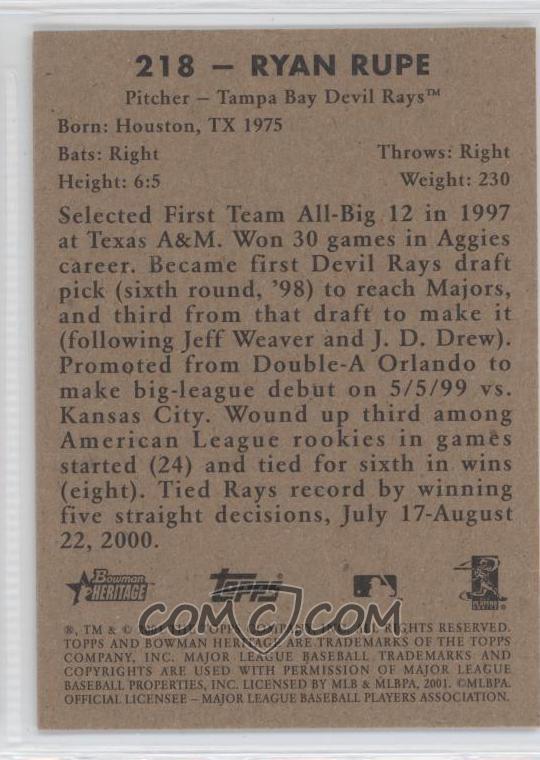 218 – RYAN RUPE
Pitcher – Tampa Bay Devil Rays™
Born: Houston, TX 1975
Bats: Right Throws: Right
Height: 6:5 Weight: 230
Selected First Team All-Big 12 in 1997
at Texas A&M. Won 30 games in Aggies
career. Became first Devil Rays draft
pick (sixth round, '98) to reach Majors,
and third from that draft to make it
(following Jeff Weaver and J. D. Drew).
Promoted from Double-A Orlando to
make big-league debut on 5/5/99 vs.
Kansas City. Wound up third among
American League rookies in games
started (24) and tied for sixth in wins
(eight). Tied Rays record by winning
five straight decisions, July 17-August
22, 2000.
Bowman HERITAGE Topps
COMC.COM
®, TM & © THE TOPPS COMPANY, INC. ALL RIGHTS RESERVED.
TOPPS AND BOWMAN HERITAGE ARE TRADEMARKS OF THE TOPPS
COMPANY, INC. MAJOR LEAGUE BASEBALL TRADEMARKS AND
COPYRIGHTS ARE USED WITH PERMISSION OF MAJOR LEAGUE
BASEBALL PROPERTIES, INC. LICENSED BY MLB & MLBPA, 2001. ©MLBPA.
OFFICIAL LICENSEE – MAJOR LEAGUE BASEBALL PLAYERS ASSOCIATION.